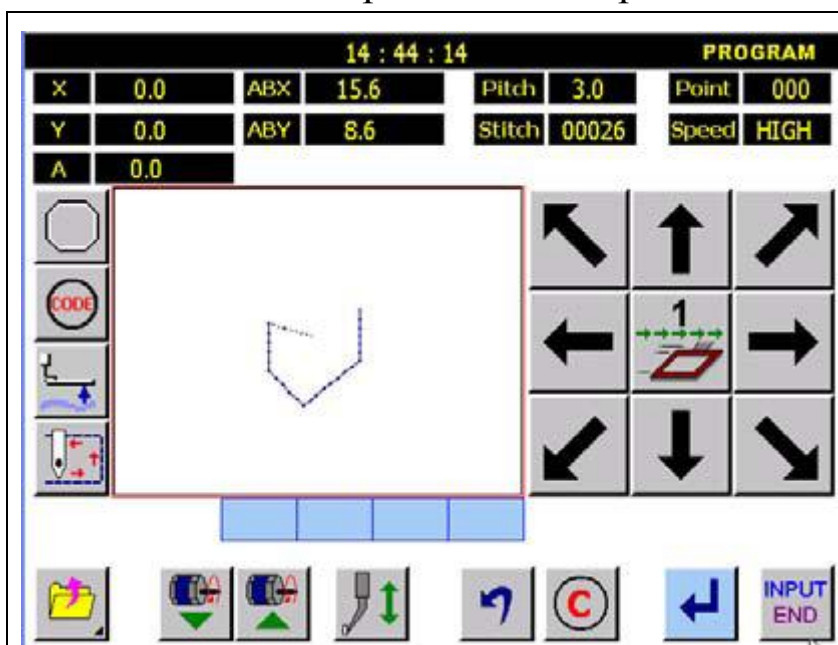 14 : 44 : 14 PROGRAM
X 0.0 ABX 15.6 Pitch 3.0 Point 000
Y 0.0 ABY 8.6 Stitch 00026 Speed HIGH
A 0.0
1
CODE
C INPUT
END